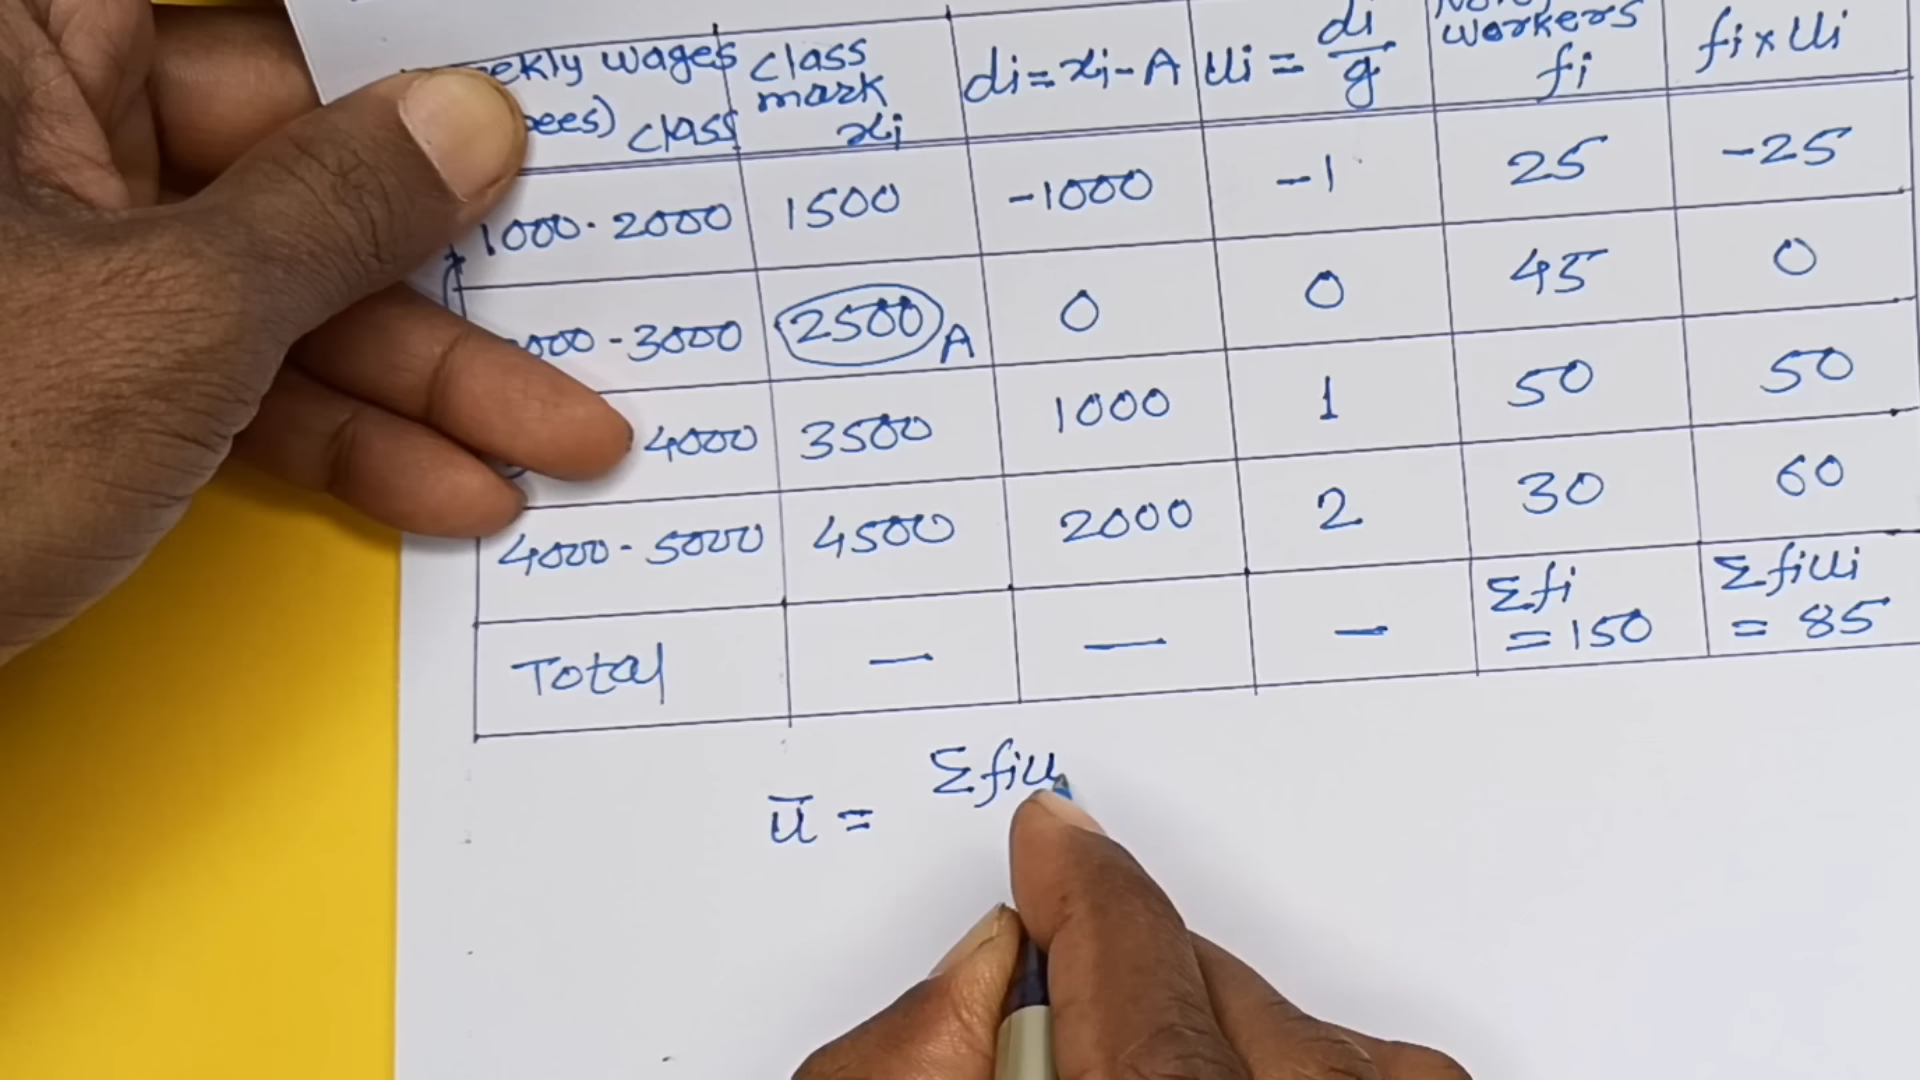 wages class di = xi - A ui = di/g workers fi × ui
class mark xi fi
1000 - 2000 1500 -1000 -1 25 -25
- 3000 2500 A 0 0 45 0
4000 3500 1000 1 50 50
4000 - 5000 4500 2000 2 30 60
Total — — — Σfi = 150 Σfiui = 85
ū = Σfiu